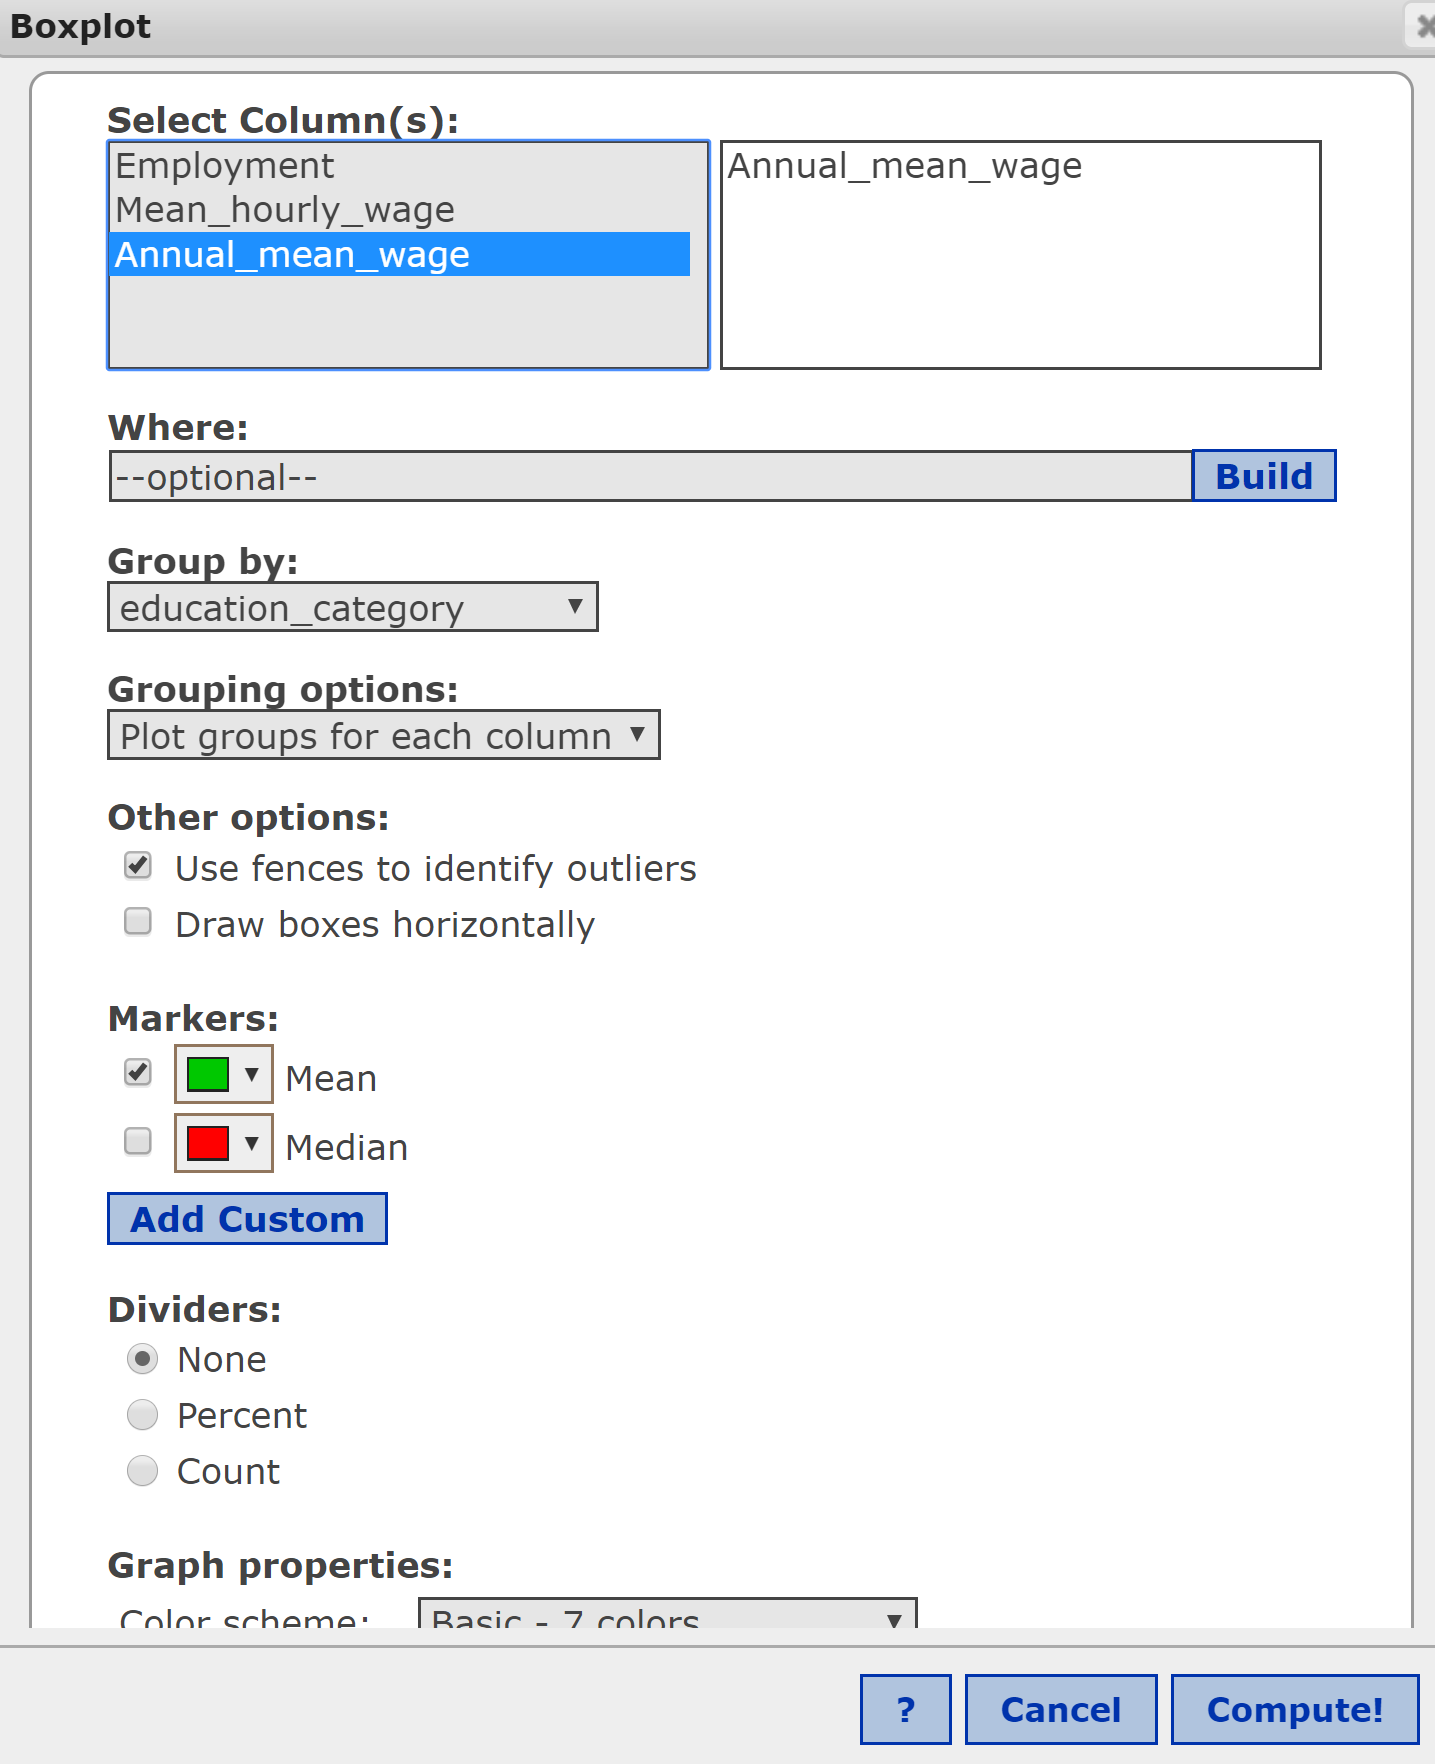 Boxplot
Select Column(s):
Employment
Mean_hourly_wage
Annual_mean_wage
Annual_mean_wage
Where:
--optional--
Build
Group by:
education_category
Grouping options:
Plot groups for each column
Other options:
Use fences to identify outliers
Draw boxes horizontally
Markers:
Mean
Median
Add Custom
Dividers:
None
Percent
Count
Graph properties:
Color scheme: Basic - 7 colors
? Cancel Compute!